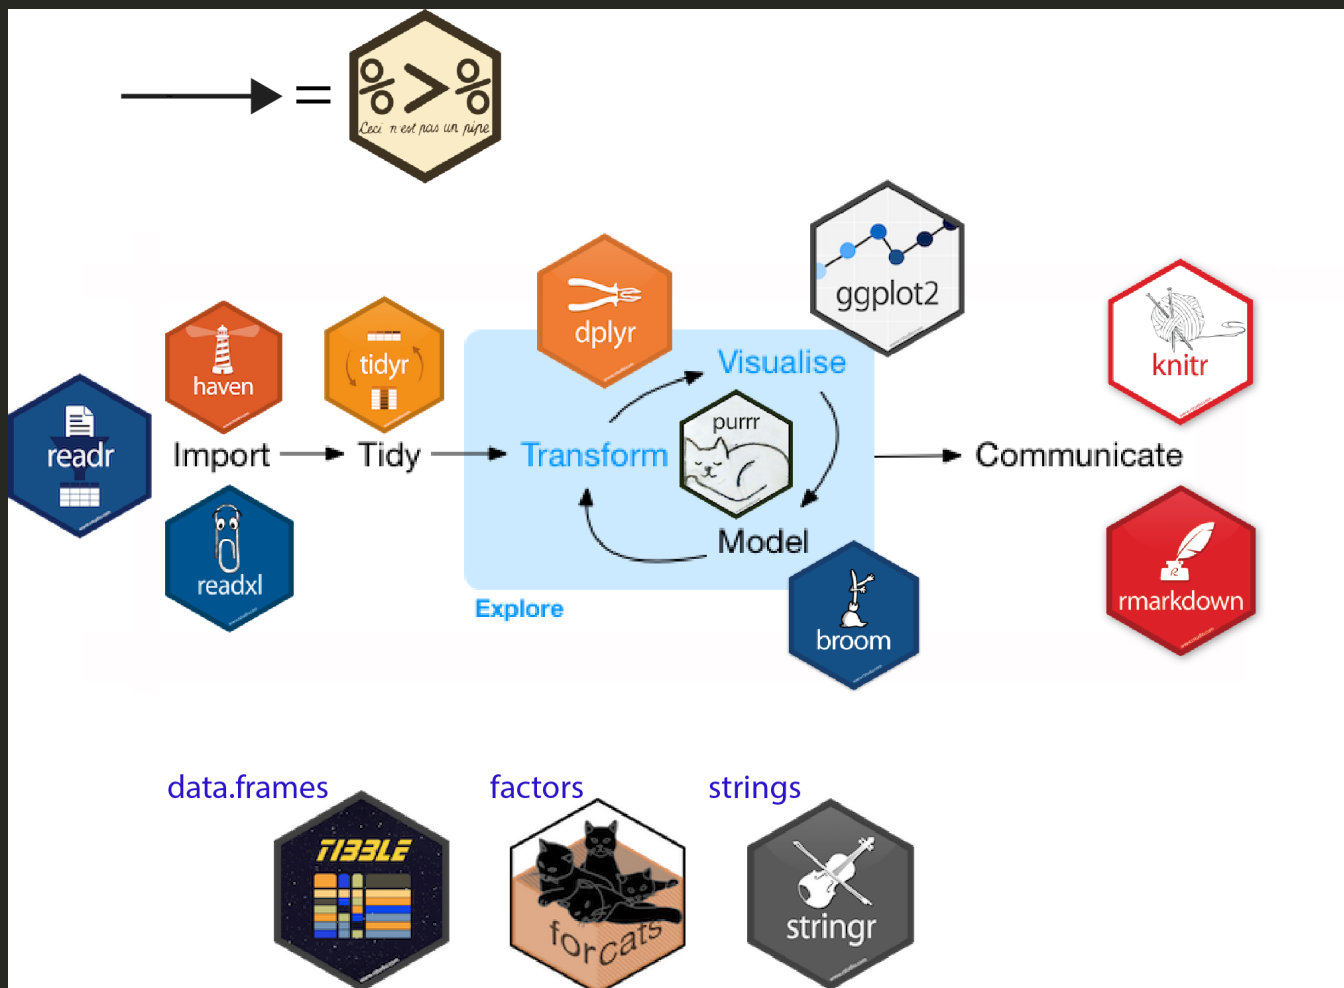 =
%>%
Ceci n'est pas un pipe
dplyr
ggplot2
haven
tidyr
knitr
Visualise
purrr
readr
Import
Tidy
Transform
Communicate
Model
readxl
rmarkdown
Explore
broom
data.frames
factors
strings
TIBBLE
forcats
stringr